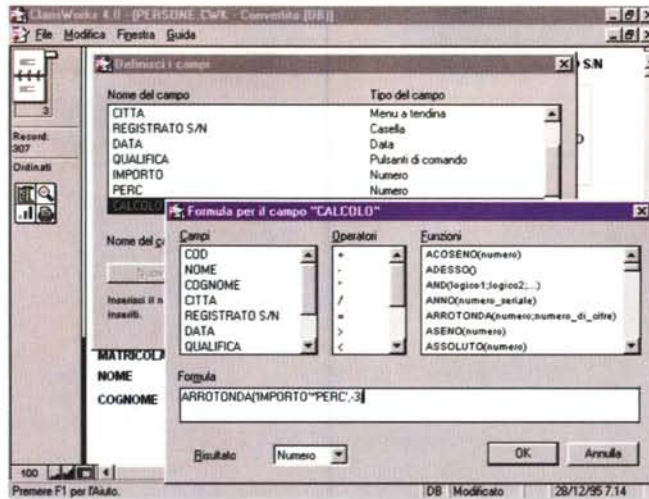 ClarisWorks 4.0 - [PERSONE.CWK - Convertito (DB)]
File Modifica Finestra Guida
3
Record:
307
Ordinati
Definisci i campi
S/N
Nome del campo Tipo del campo
CITTA Menu a tendina
REGISTRATO S/N Casella
DATA Data
QUALIFICA Pulsanti di comando
IMPORTO Numero
PERC Numero
CALCOLO
Nome del
Inserisci il n
inseriti.
MATRICOL
NOME
COGNOME
Formula per il campo "CALCOLO"
Campi Operatori Funzioni
COD + ACOSENO(numero)
NOME - ADESSO()
COGNOME * AND(logico1;logico2;...)
CITTA / ANNO(numero_seriale)
REGISTRATO S/N = ARROTONDA(numero;numero_di_cifre)
DATA > ASENO(numero)
QUALIFICA < ASSOLUTO(numero)
Formula
ARROTONDA('IMPORTO'*'PERC',-3)
Risultato Numero OK Annulla
100
Premere F1 per l'Aiuto. DB Modificato 28/12/95 7.14